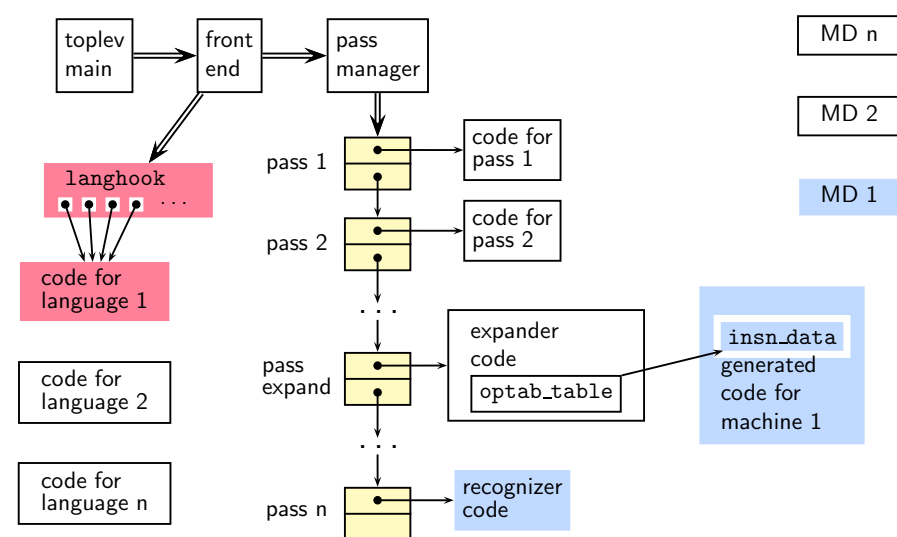 toplev
main
front
end
pass
manager
MD n
MD 2
MD 1
langhook
. . .
code for
language 1
code for
language 2
code for
language n
pass 1
code for
pass 1
pass 2
code for
pass 2
. . .
pass
expand
expander
code
optab_table
insn_data
generated
code for
machine 1
. . .
pass n
recognizer
code